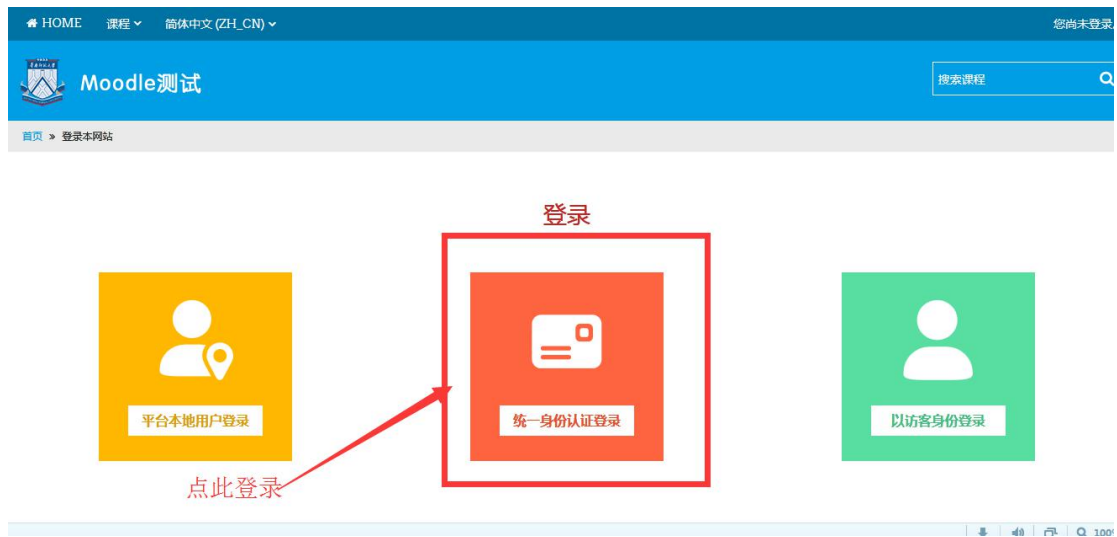 HOME 课程 简体中文 (ZH_CN) 您尚未登录
Moodle测试 搜索课程
首页 » 登录本网站
登录
平台本地用户登录 统一身份认证登录 以访客身份登录
点此登录
100%